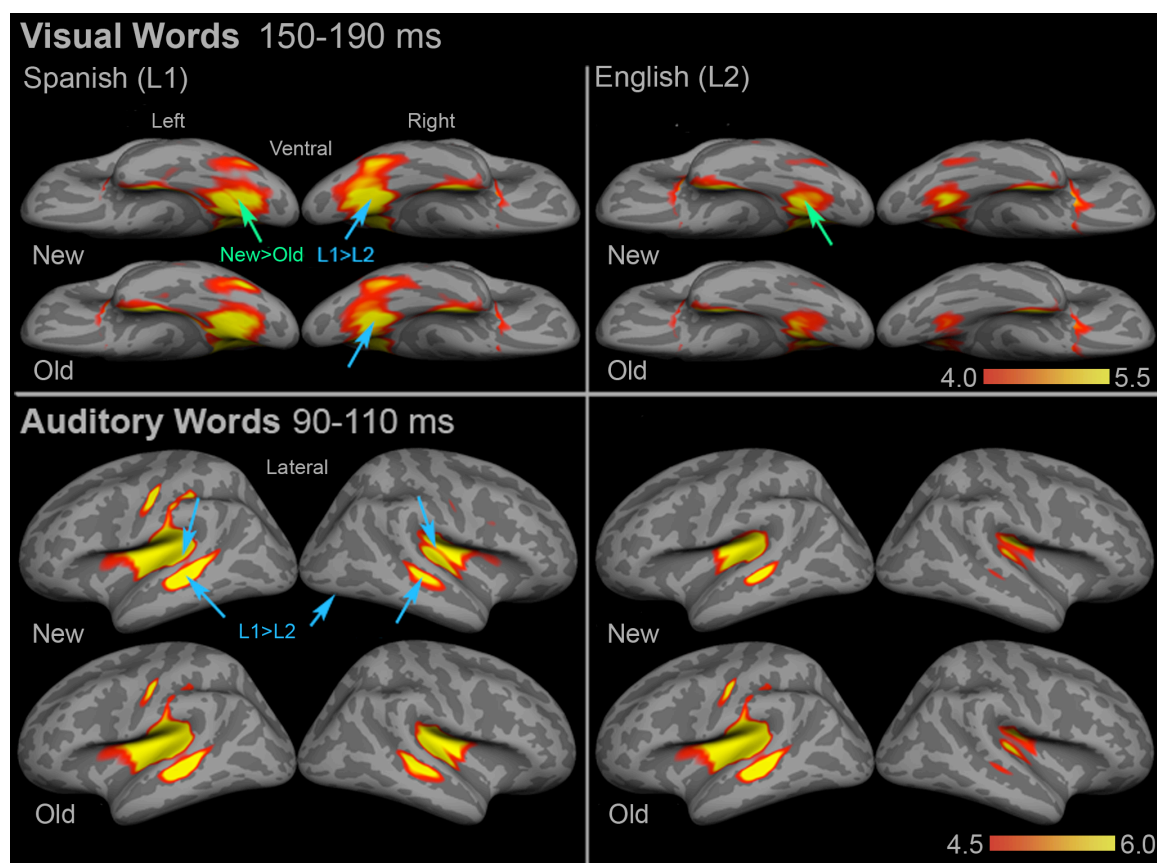 Visual Words 150-190 ms
Spanish (L1)
English (L2)
Left
Right
Ventral
New
New>Old
L1>L2
New
Old
Old
4.0
5.5
Auditory Words 90-110 ms
Lateral
New
L1>L2
New
Old
Old
4.5
6.0